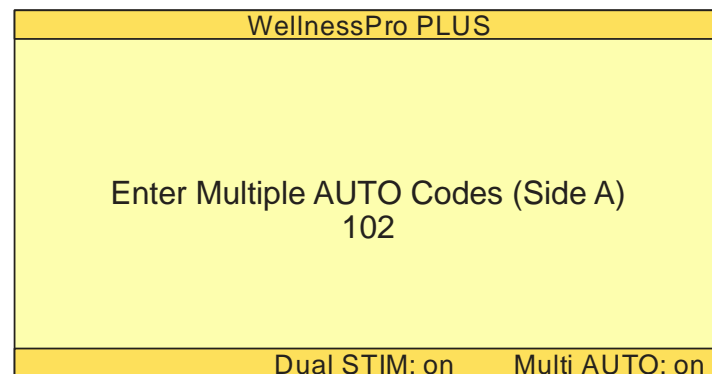 WellnessPro PLUS
Enter Multiple AUTO Codes (Side A)
102
Dual STIM: on Multi AUTO: on